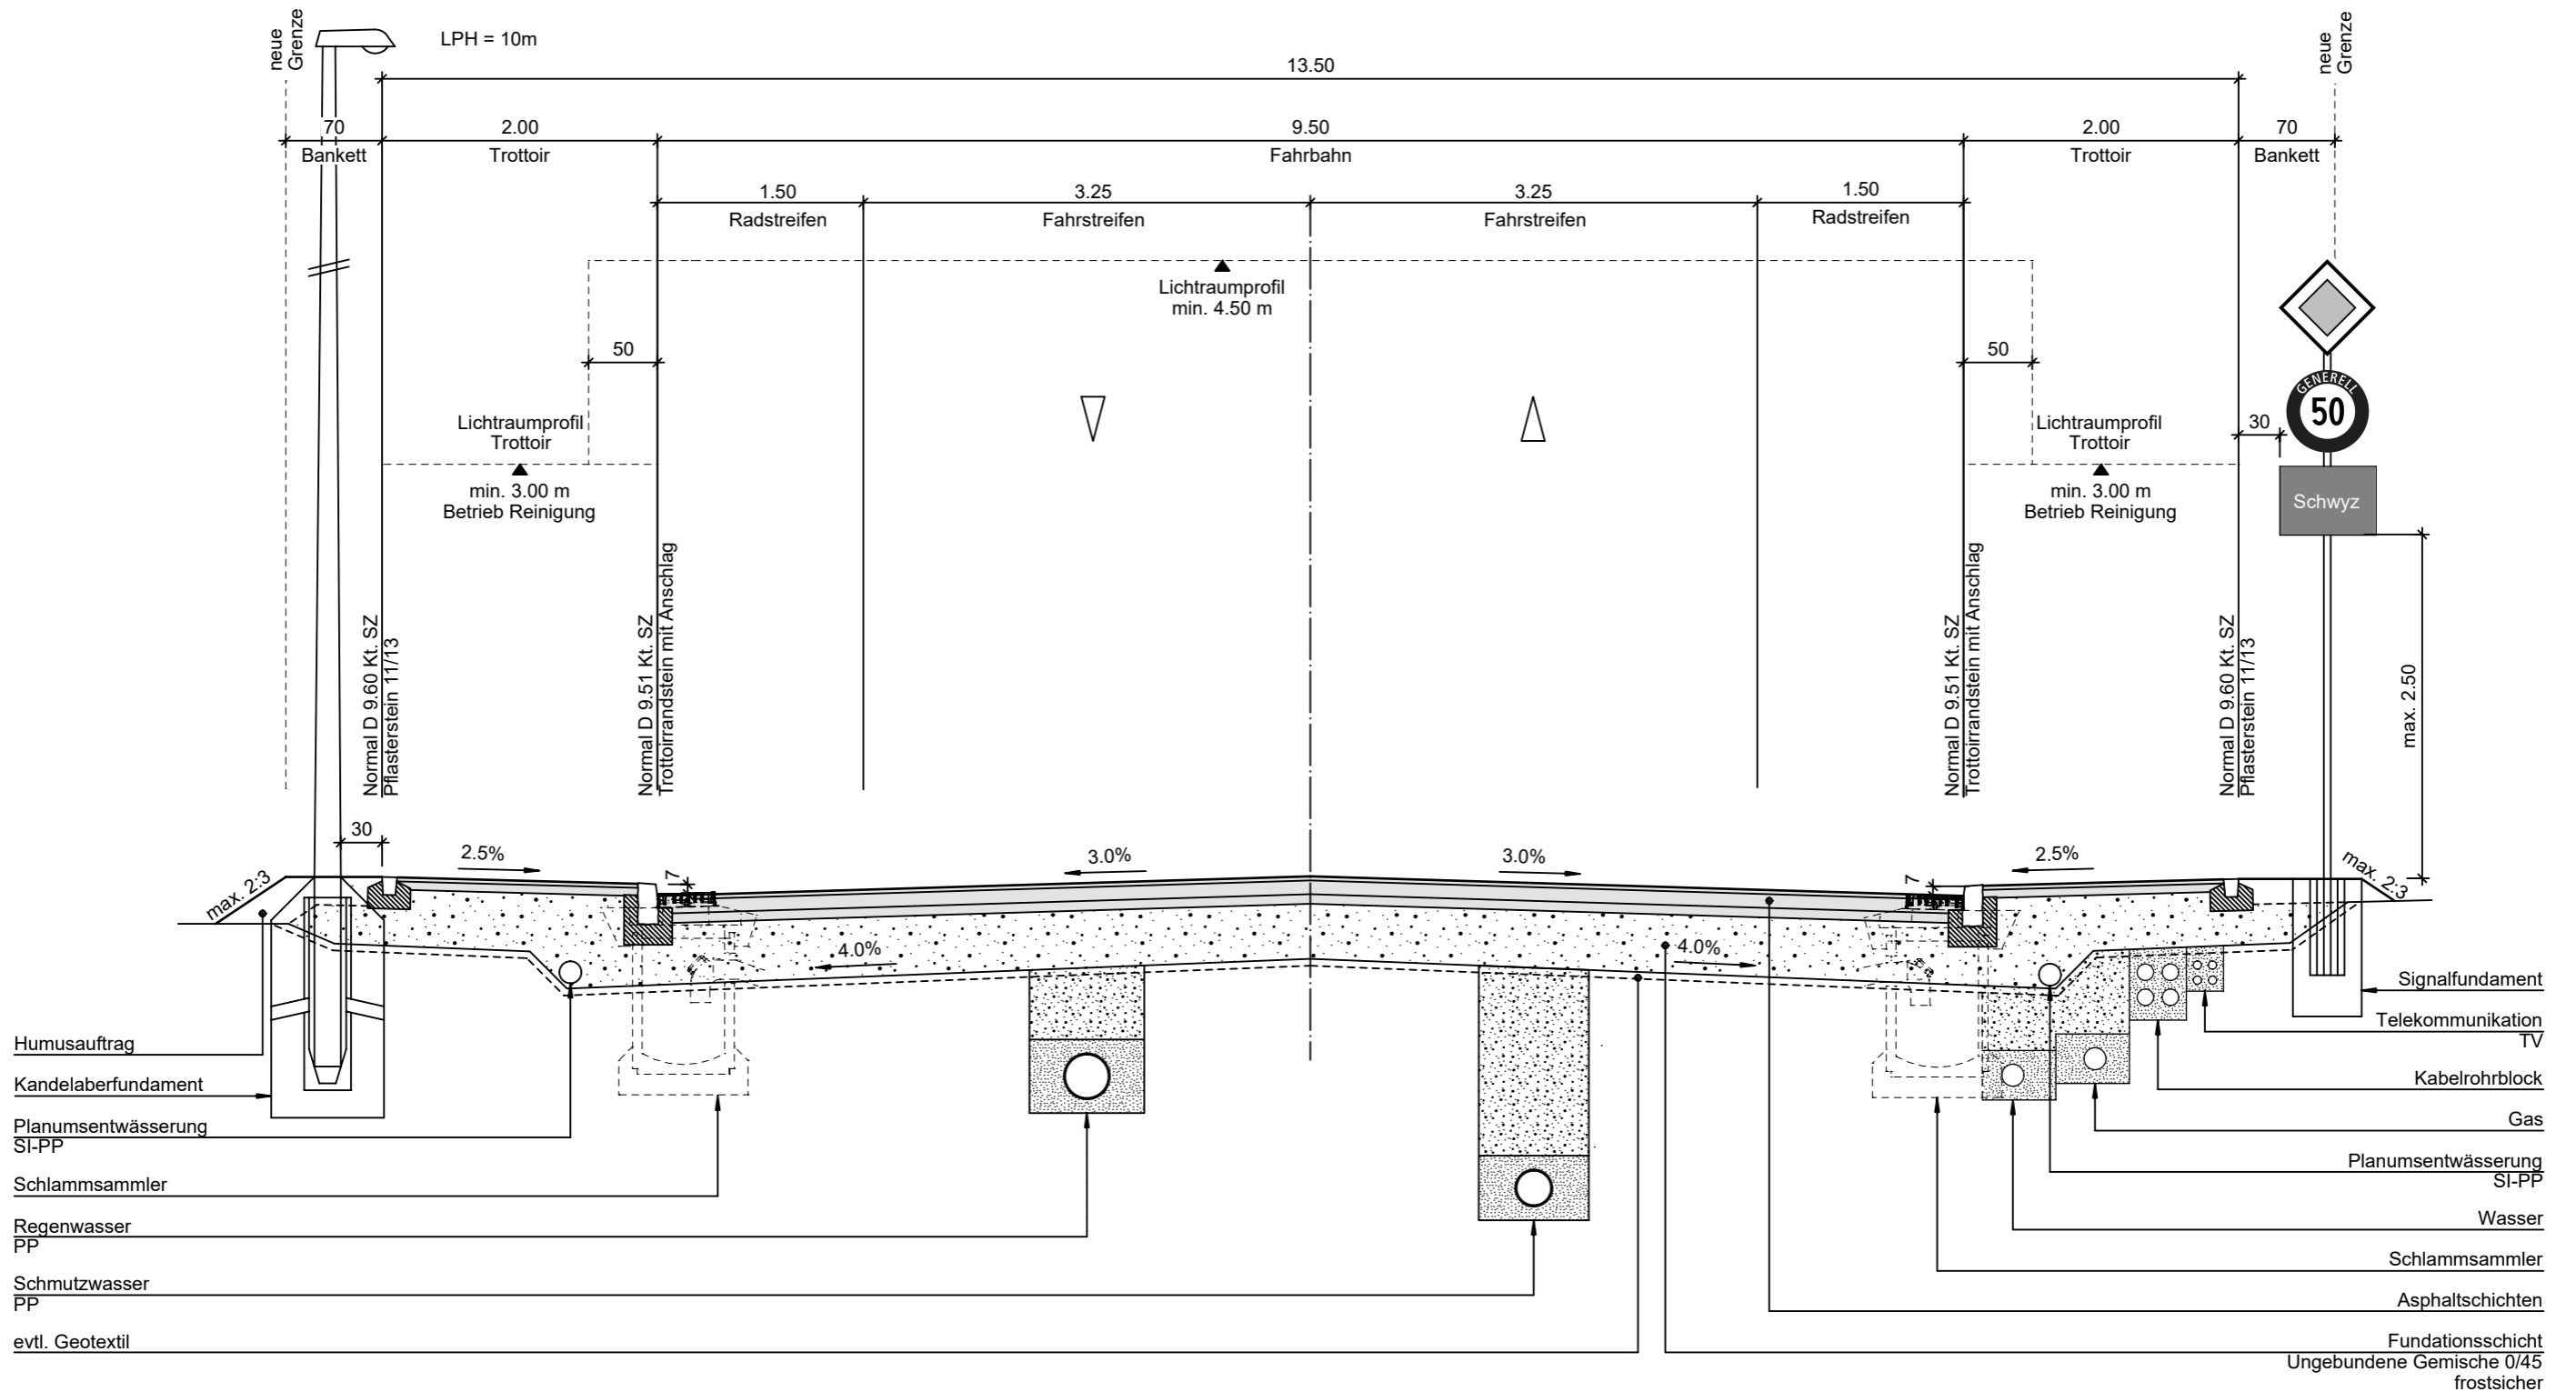 neue
Grenze
LPH = 10m
neue
Grenze
13.50
70
2.00
9.50
2.00
70
Bankett
Trottoir
Fahrbahn
Trottoir
Bankett
1.50
3.25
3.25
1.50
Radstreifen
Fahrstreifen
Fahrstreifen
Radstreifen
Lichtraumprofil
min. 4.50 m
50
50
Lichtraumprofil
Trottoir
min. 3.00 m
Betrieb Reinigung
Lichtraumprofil
Trottoir
min. 3.00 m
Betrieb Reinigung
30
GENERELL
50
Schwyz
Normal D 9.60 Kt. SZ
Pflasterstein 11/13
Normal D 9.51 Kt. SZ
Trottoirrandstein mit Anschlag
Normal D 9.51 Kt. SZ
Trottoirrandstein mit Anschlag
Normal D 9.60 Kt. SZ
Pflasterstein 11/13
max. 2.50
30
2.5%
3.0%
3.0%
2.5%
max. 2:3
7
7
max. 2:3
4.0%
4.0%
Humusauftrag
Kandelaberfundament
Planumsentwässerung
SI-PP
Schlammsammler
Regenwasser
PP
Schmutzwasser
PP
evtl. Geotextil
Signalfundament
Telekommunikation
TV
Kabelrohrblock
Gas
Planumsentwässerung
SI-PP
Wasser
Schlammsammler
Asphaltschichten
Fundationsschicht
Ungebundene Gemische 0/45
frostsicher